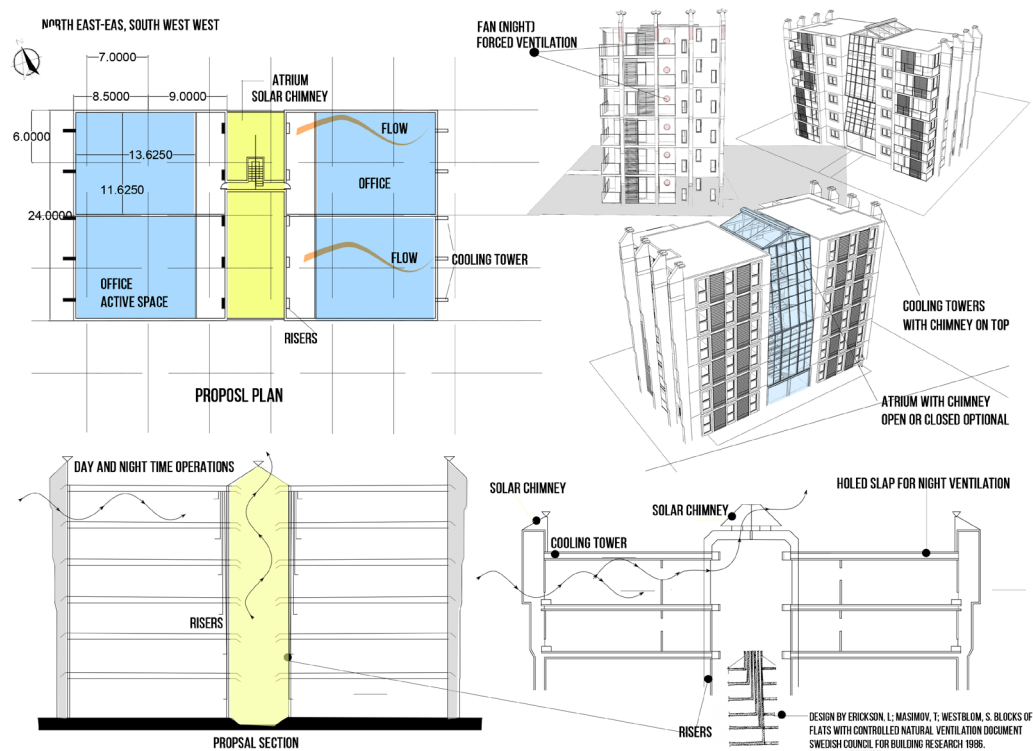 NORTH EAST-EAS, SOUTH WEST WEST
N
7.0000
8.5000
9.0000
ATRIUM
SOLAR CHIMNEY
6.0000
13.6250
11.6250
24.0000
FLOW
OFFICE
FLOW
OFFICE
ACTIVE SPACE
COOLING TOWER
RISERS
PROPOSL PLAN
FAN (NIGHT)
FORCED VENTILATION
COOLING TOWERS
WITH CHIMNEY ON TOP
ATRIUM WITH CHIMNEY
OPEN OR CLOSED OPTIONAL
DAY AND NIGHT TIME OPERATIONS
RISERS
PROPSAL SECTION
SOLAR CHIMNEY
SOLAR CHIMNEY
HOLED SLAP FOR NIGHT VENTILATION
COOLING TOWER
RISERS
DESIGN BY ERICKSON, L; MASIMOV, T; WESTBLOM, S. BLOCKS OF
FLATS WITH CONTROLLED NATURAL VENTILATION DOCUMENT
SWEDISH COUNCIL FOR BUILDING RESEARCH 1986.